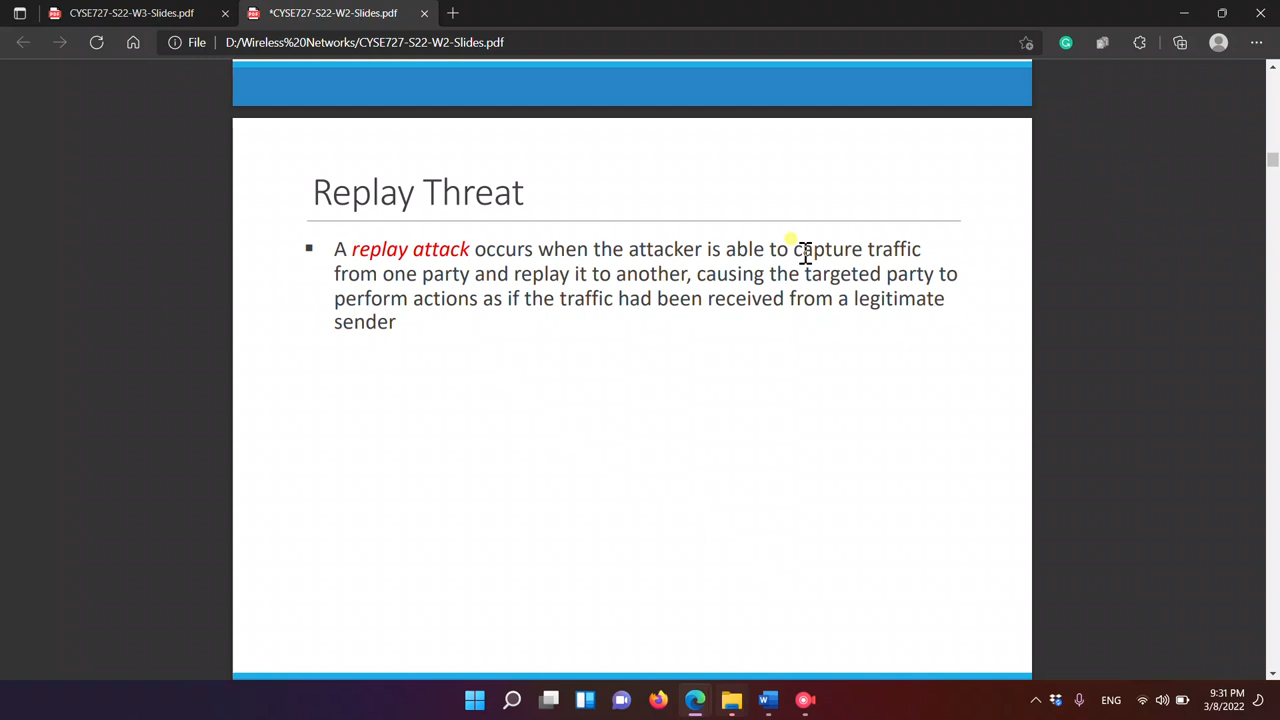 CYSE727-S22-W3-Slides.pdf
*CYSE727-S22-W2-Slides.pdf
File
D:/Wireless%20Networks/CYSE727-S22-W2-Slides.pdf
Replay Threat
A replay attack occurs when the attacker is able to capture traffic
from one party and replay it to another, causing the targeted party to
perform actions as if the traffic had been received from a legitimate
sender
ENG
9:31 PM
3/8/2022